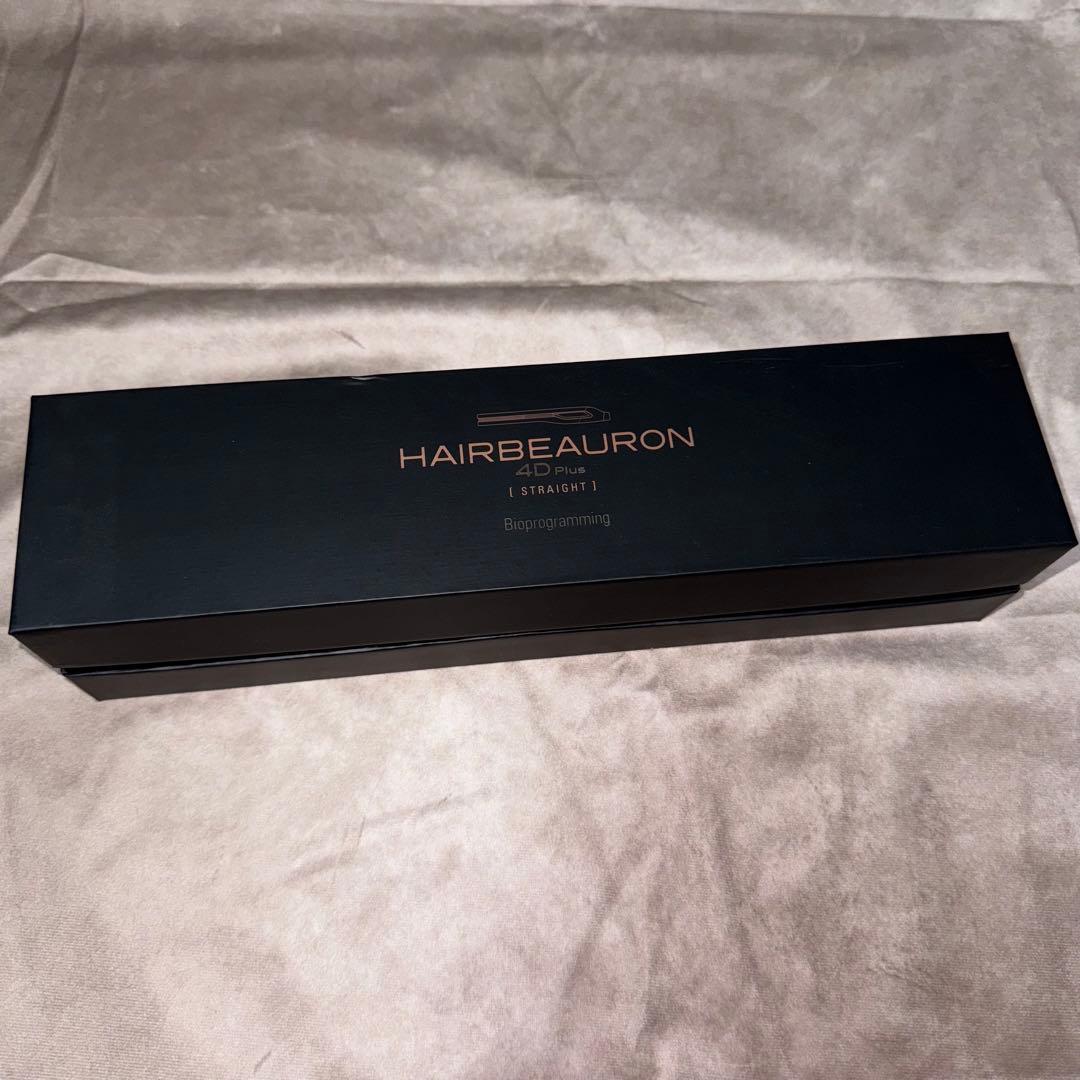 HAIRBEAURON
4D Plus
[ STRAIGHT ]
Bioprogramming